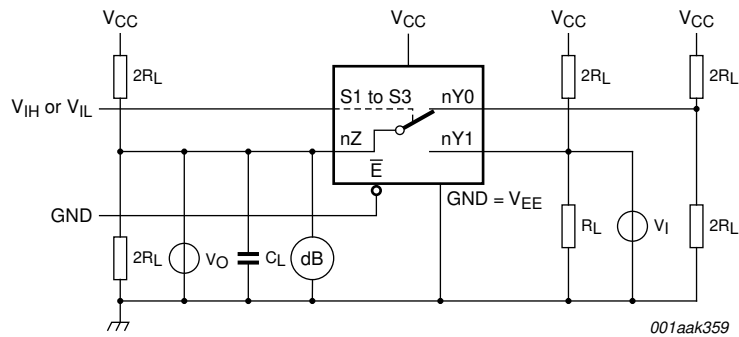 VCC VCC VCC VCC
2RL 2RL 2RL
VIH or VIL S1 to S3 nY0
nZ nY1
E̅
GND GND = VEE
2RL VO CL dB RL VI 2RL
001aak359